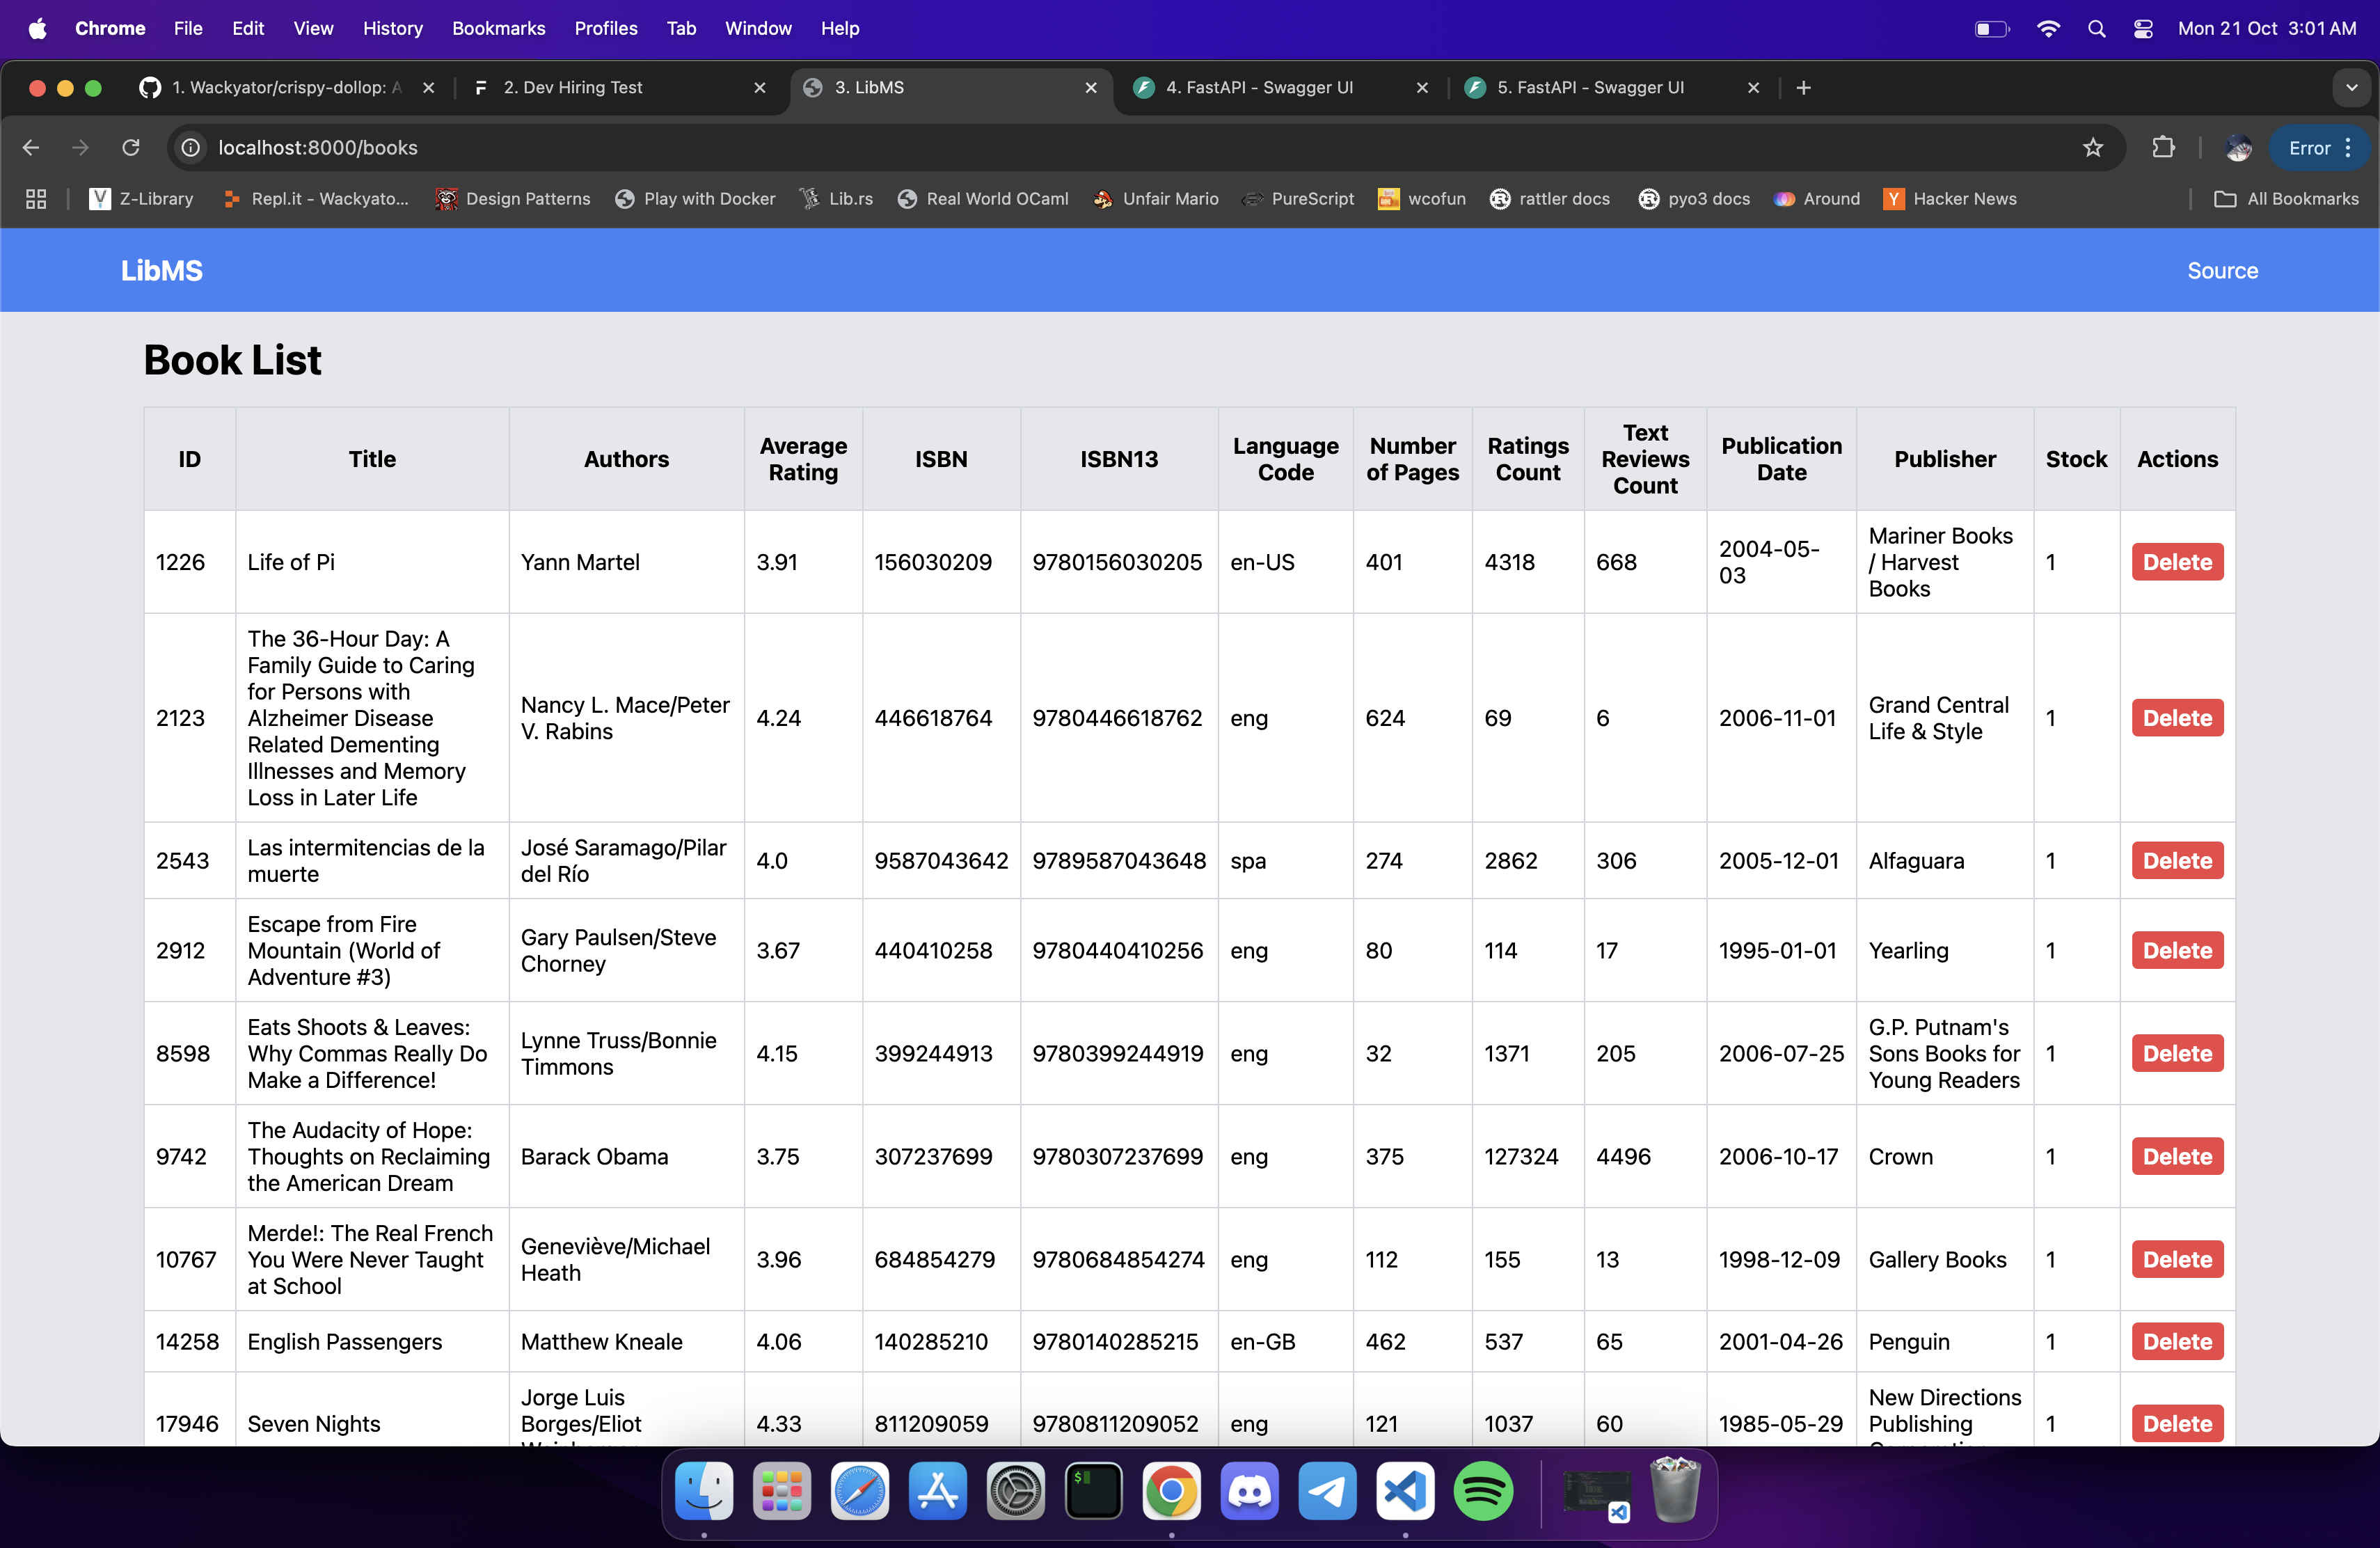 Chrome File Edit View History Bookmarks Profiles Tab Window Help Mon 21 Oct 3:01 AM
1. Wackyator/crispy-dollop: A 2. Dev Hiring Test 3. LibMS 4. FastAPI - Swagger UI 5. FastAPI - Swagger UI
localhost:8000/books Error
Z-Library Repl.it - Wackyato... Design Patterns Play with Docker Lib.rs Real World OCaml Unfair Mario PureScript wcofun rattler docs pyo3 docs Around Hacker News All Bookmarks
LibMS Source
Book List
ID Title Authors Average Rating ISBN ISBN13 Language Code Number of Pages Ratings Count Text Reviews Count Publication Date Publisher Stock Actions
1226 Life of Pi Yann Martel 3.91 156030209 9780156030205 en-US 401 4318 668 2004-05-03 Mariner Books / Harvest Books 1 Delete
2123 The 36-Hour Day: A Family Guide to Caring for Persons with Alzheimer Disease Related Dementing Illnesses and Memory Loss in Later Life Nancy L. Mace/Peter V. Rabins 4.24 446618764 9780446618762 eng 624 69 6 2006-11-01 Grand Central Life & Style 1 Delete
2543 Las intermitencias de la muerte José Saramago/Pilar del Río 4.0 9587043642 9789587043648 spa 274 2862 306 2005-12-01 Alfaguara 1 Delete
2912 Escape from Fire Mountain (World of Adventure #3) Gary Paulsen/Steve Chorney 3.67 440410258 9780440410256 eng 80 114 17 1995-01-01 Yearling 1 Delete
8598 Eats Shoots & Leaves: Why Commas Really Do Make a Difference! Lynne Truss/Bonnie Timmons 4.15 399244913 9780399244919 eng 32 1371 205 2006-07-25 G.P. Putnam's Sons Books for Young Readers 1 Delete
9742 The Audacity of Hope: Thoughts on Reclaiming the American Dream Barack Obama 3.75 307237699 9780307237699 eng 375 127324 4496 2006-10-17 Crown 1 Delete
10767 Merde!: The Real French You Were Never Taught at School Geneviève/Michael Heath 3.96 684854279 9780684854274 eng 112 155 13 1998-12-09 Gallery Books 1 Delete
14258 English Passengers Matthew Kneale 4.06 140285210 9780140285215 en-GB 462 537 65 2001-04-26 Penguin 1 Delete
17946 Seven Nights Jorge Luis Borges/Eliot 4.33 811209059 9780811209052 eng 121 1037 60 1985-05-29 New Directions Publishing 1 Delete